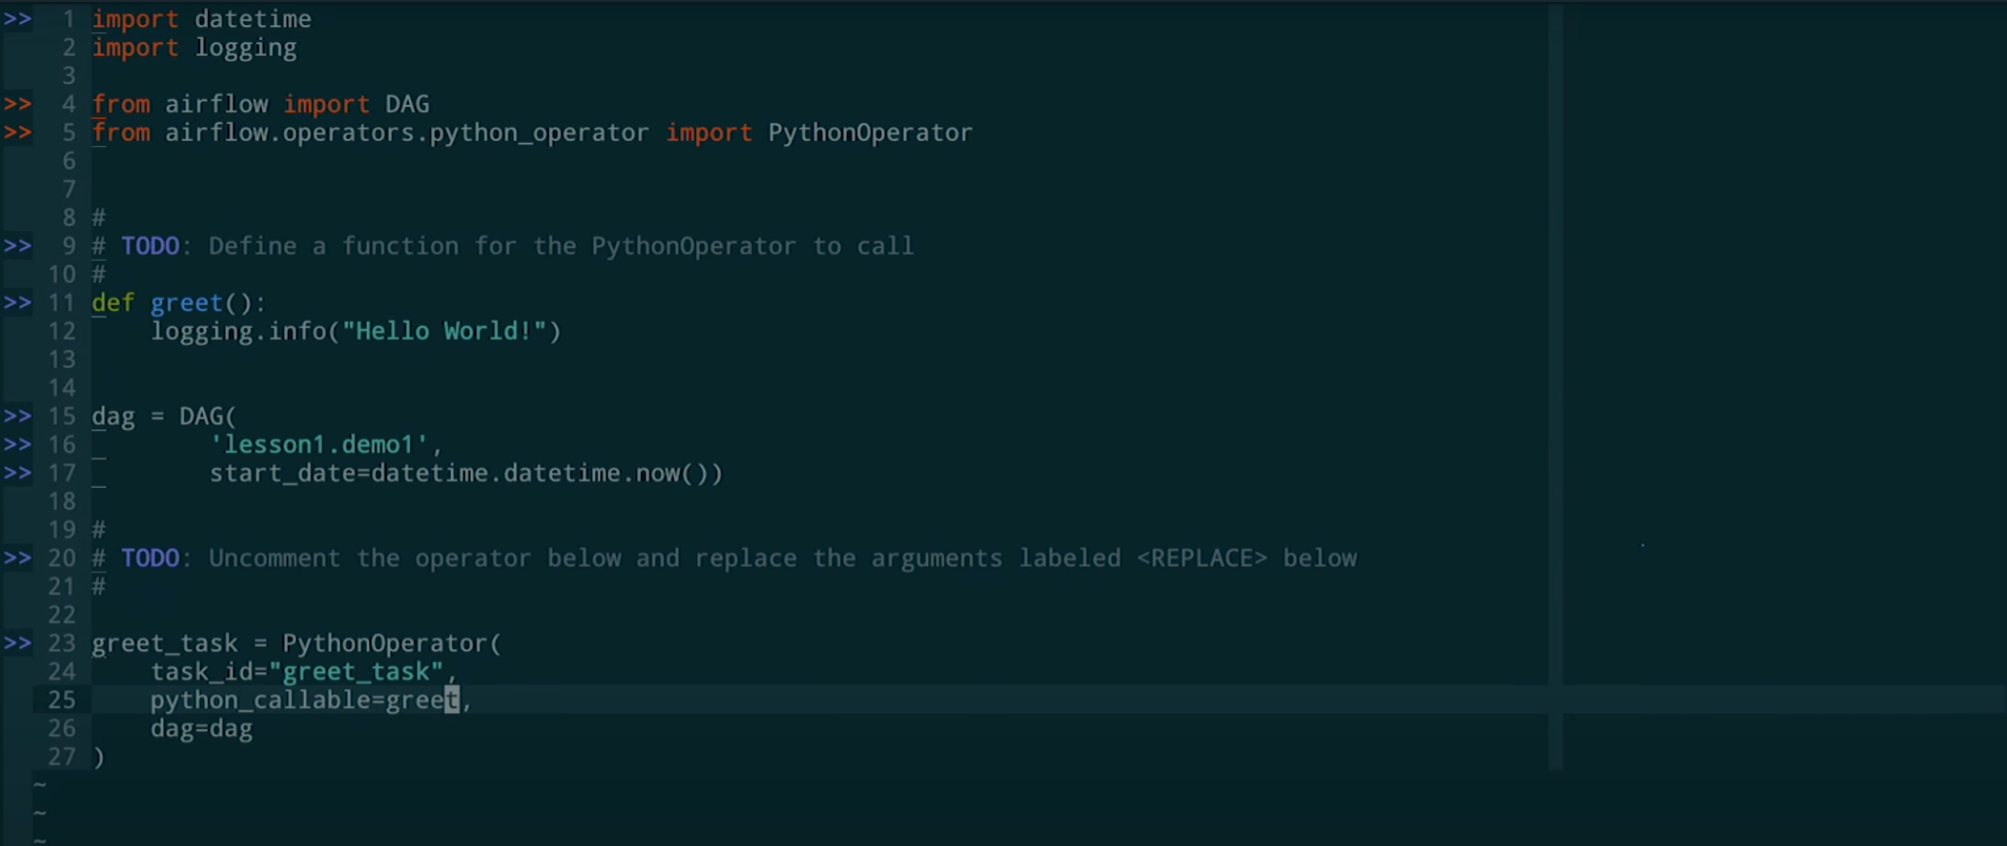 >> 1 import datetime
2 import logging
3
>> 4 from airflow import DAG
>> 5 from airflow.operators.python_operator import PythonOperator
6
7
8 #
>> 9 # TODO: Define a function for the PythonOperator to call
10 #
>> 11 def greet():
12     logging.info("Hello World!")
13
14
>> 15 dag = DAG(
>> 16         'lesson1.demo1',
>> 17         start_date=datetime.datetime.now())
18
19 #
>> 20 # TODO: Uncomment the operator below and replace the arguments labeled <REPLACE> below
21 #
22
>> 23 greet_task = PythonOperator(
24     task_id="greet_task",
25     python_callable=greet,
26     dag=dag
27 )
~
~
~